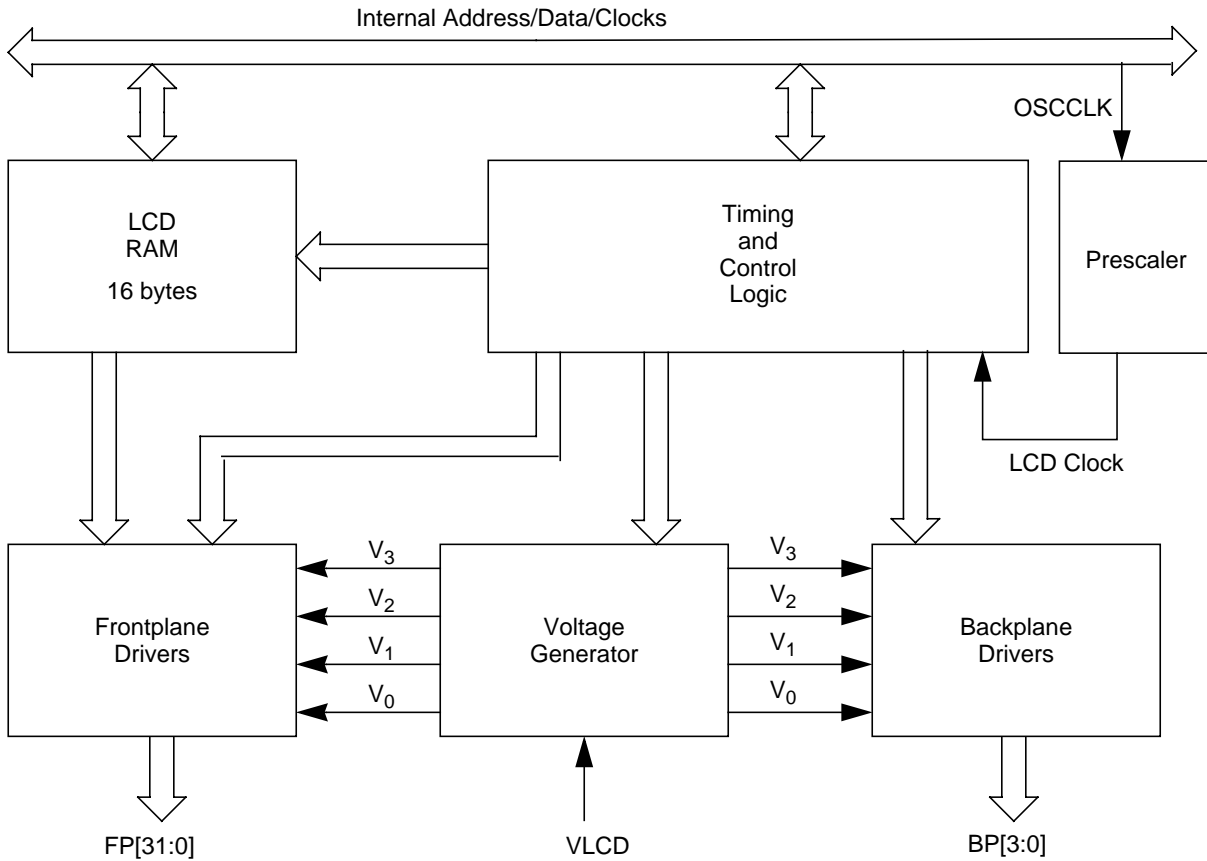 Internal Address/Data/Clocks
OSCCLK
LCD
RAM
16 bytes
Timing
and
Control
Logic
Prescaler
LCD Clock
V3
V2
V1
V0
Frontplane
Drivers
Voltage
Generator
V3
V2
V1
V0
Backplane
Drivers
FP[31:0]
VLCD
BP[3:0]